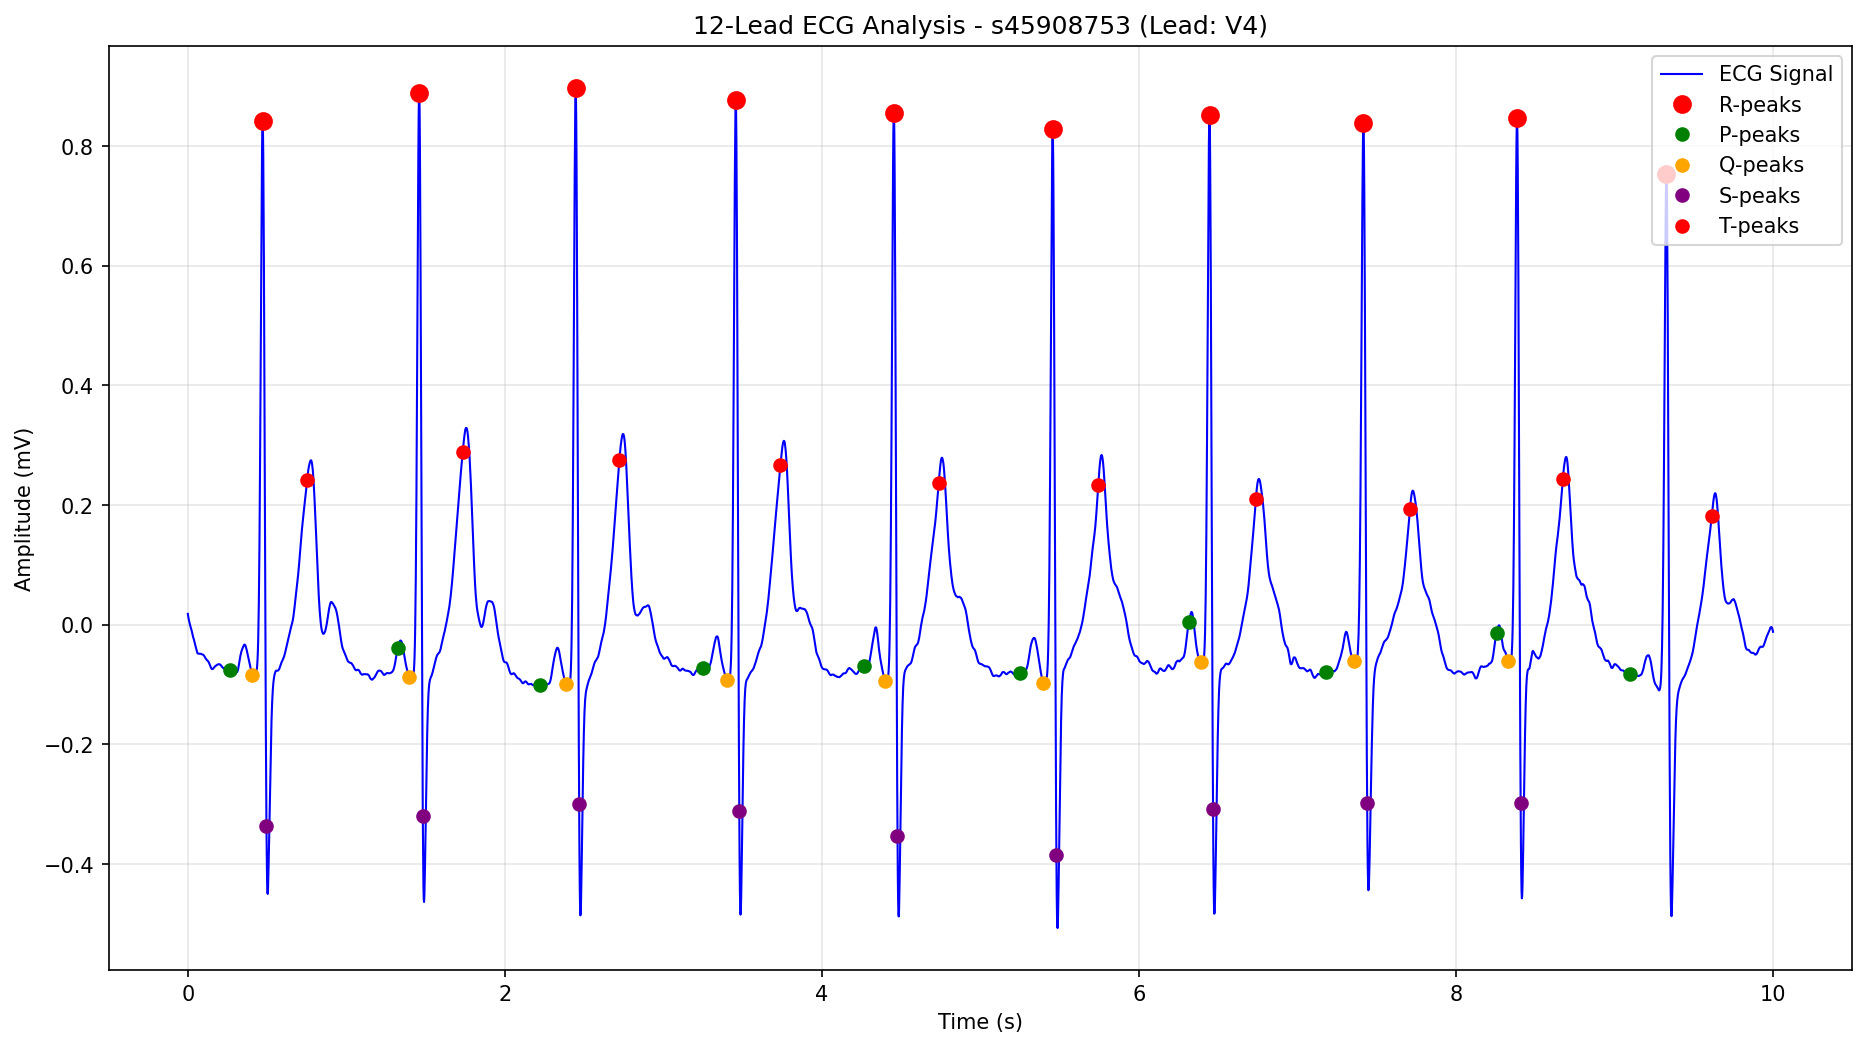 12-Lead ECG Analysis - s45908753 (Lead: V4)
ECG Signal
R-peaks
P-peaks
Q-peaks
S-peaks
T-peaks
Amplitude (mV)
0.8
0.6
0.4
0.2
0.0
−0.2
−0.4
0
2
4
6
8
10
Time (s)